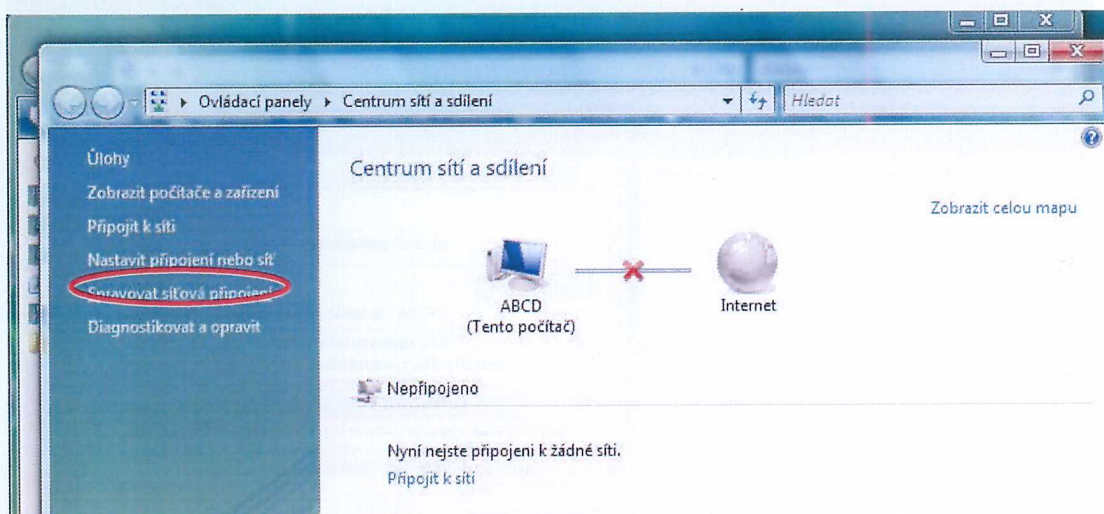 Ovládací panely ▸ Centrum sítí a sdílení
Hledat
Úlohy
Zobrazit počítače a zařízení
Připojit k síti
Nastavit připojení nebo síť
Spravovat síťová připojení
Diagnostikovat a opravit
Centrum sítí a sdílení
Zobrazit celou mapu
ABCD
(Tento počítač)
Internet
Nepřipojeno
Nyní nejste připojeni k žádné síti.
Připojit k síti